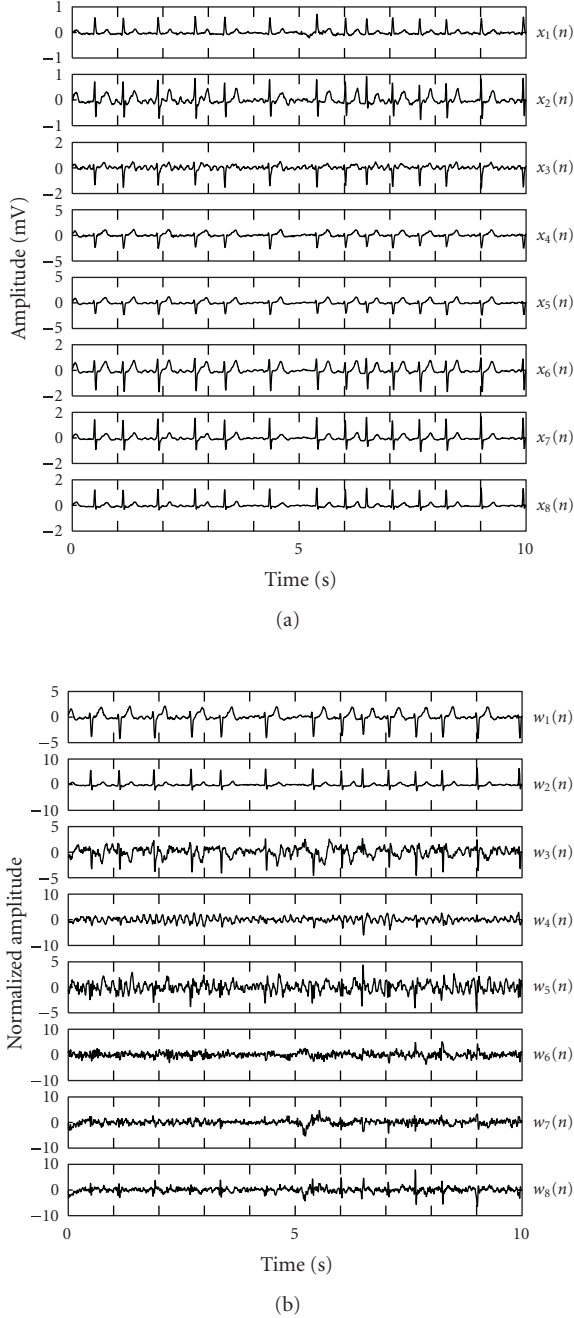 1
0
−1
x1(n)
1
0
−1
x2(n)
2
0
−2
x3(n)
5
0
−5
x4(n)
5
0
−5
x5(n)
2
0
−2
x6(n)
2
0
−2
x7(n)
2
0
−2
x8(n)
Amplitude (mV)
0 5 10
Time (s)
(a)
5
0
−5
w1(n)
10
0
−10
w2(n)
5
0
−5
w3(n)
10
0
−10
w4(n)
5
0
−5
w5(n)
10
0
−10
w6(n)
10
0
−10
w7(n)
10
0
−10
w8(n)
Normalized amplitude
0 5 10
Time (s)
(b)